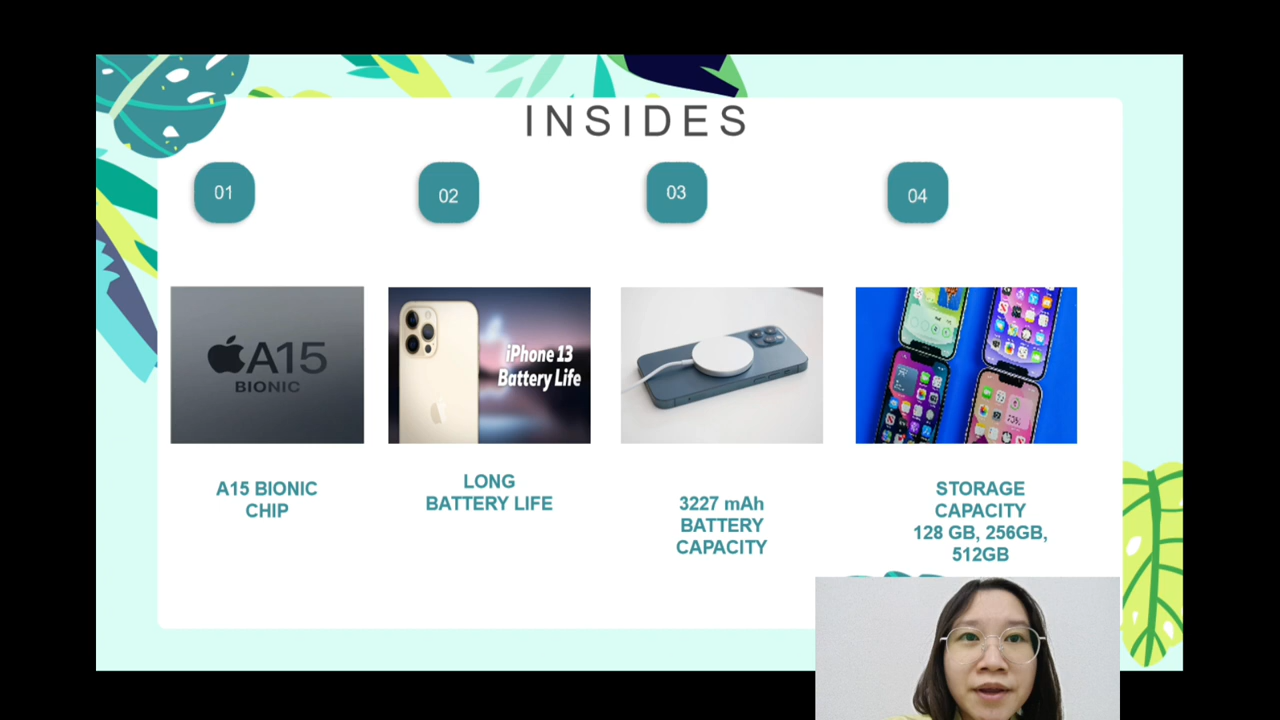 INSIDES
01
02
03
04
A15
BIONIC
iPhone 13
Battery Life
A15 BIONIC
CHIP
LONG
BATTERY LIFE
3227 mAh
BATTERY
CAPACITY
STORAGE
CAPACITY
128 GB, 256GB,
512GB